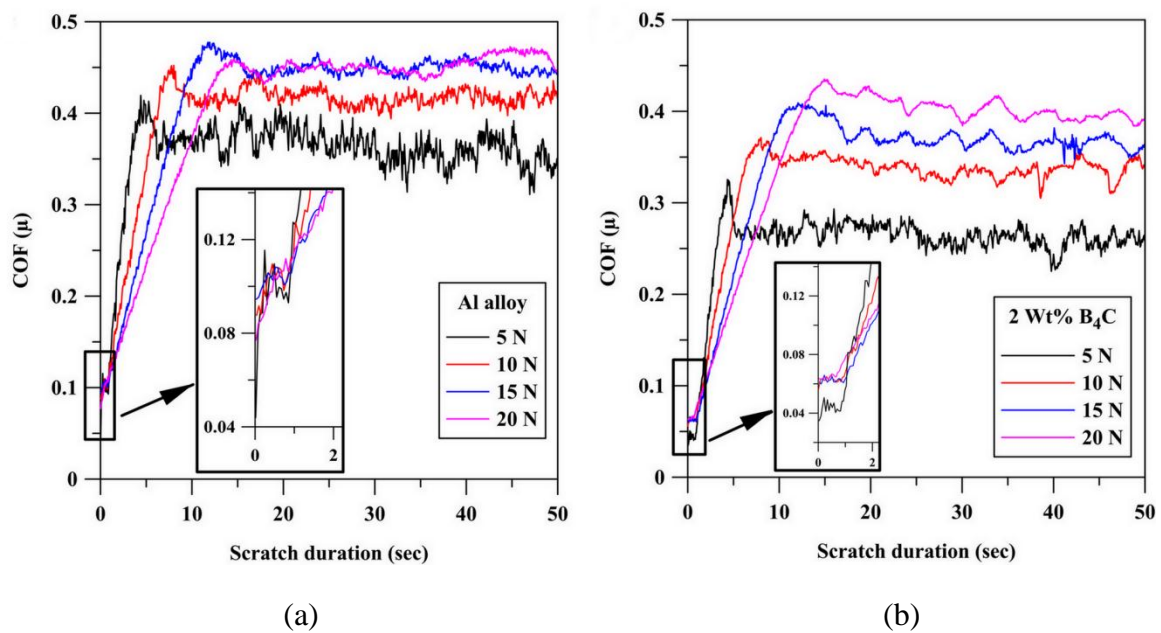 0.5
0.4
0.3
0.2
0.1
0
COF (μ)
0.12
0.08
0.04
0 2
Al alloy
5 N
10 N
15 N
20 N
0 10 20 30 40 50
Scratch duration (sec)
(a)
0.5
0.4
0.3
0.2
0.1
0
COF (μ)
0.12
0.08
0.04
0 2
2 Wt% B₄C
5 N
10 N
15 N
20 N
0 10 20 30 40 50
Scratch duration (sec)
(b)